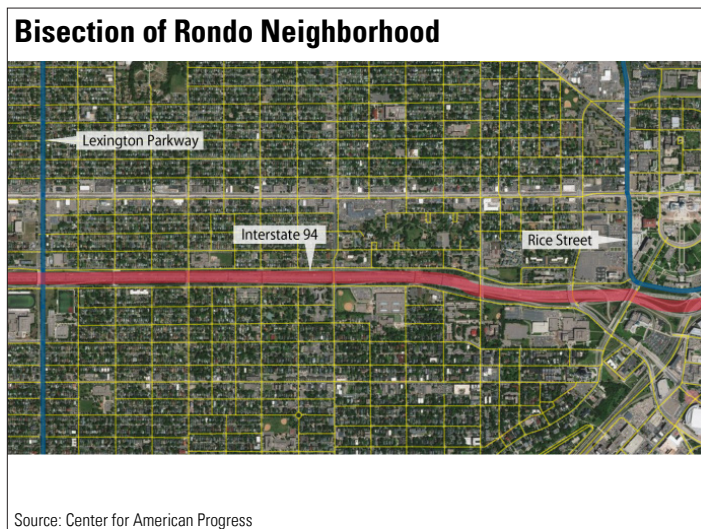 Bisection of Rondo Neighborhood
Lexington Parkway
Interstate 94
Rice Street
Source: Center for American Progress